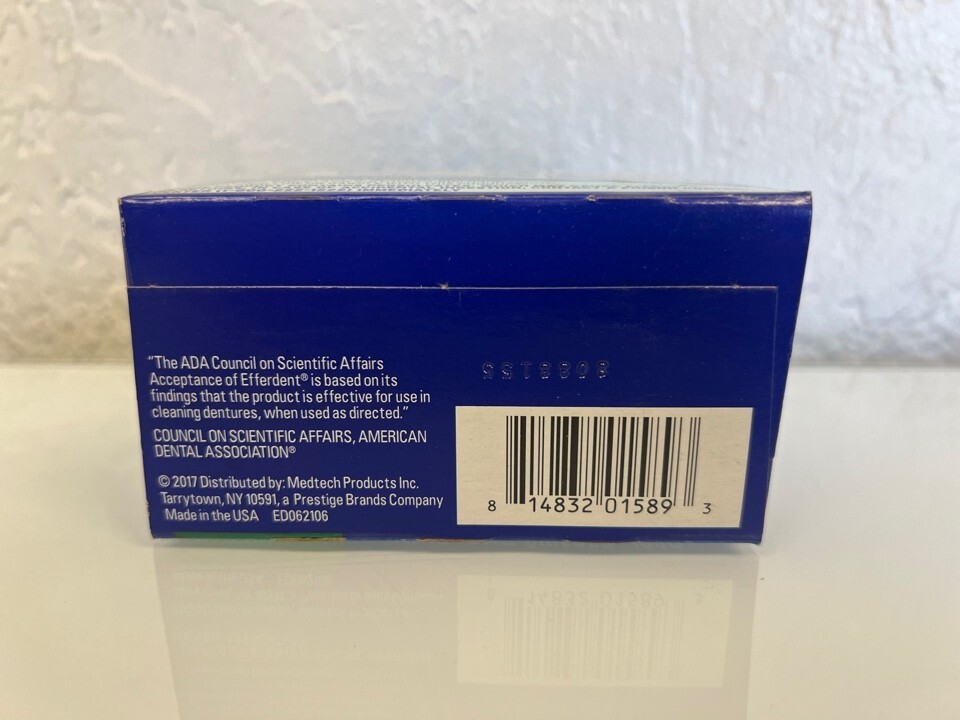 "The ADA Council on Scientific Affairs
Acceptance of Efferdent® is based on its
findings that the product is effective for use in
cleaning dentures, when used as directed."
COUNCIL ON SCIENTIFIC AFFAIRS, AMERICAN
DENTAL ASSOCIATION®
© 2017 Distributed by: Medtech Products Inc.
Tarrytown, NY 10591, a Prestige Brands Company
Made in the USA ED062106
8 14832 01589 3